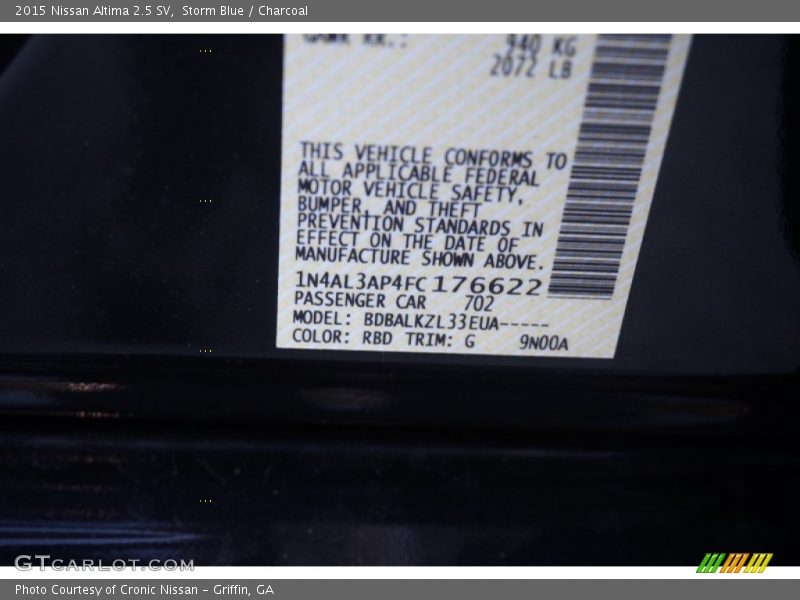 2015 Nissan Altima 2.5 SV, Storm Blue / Charcoal
940 KG
2072 LB
THIS VEHICLE CONFORMS TO
ALL APPLICABLE FEDERAL
MOTOR VEHICLE SAFETY,
BUMPER, AND THEFT
PREVENTION STANDARDS IN
EFFECT ON THE DATE OF
MANUFACTURE SHOWN ABOVE.
1N4AL3AP4FC176622
PASSENGER CAR 702
MODEL: BDBALKZL33EUA-----
COLOR: RBD TRIM: G 9N00A
GTcarlot.com
Photo Courtesy of Cronic Nissan - Griffin, GA